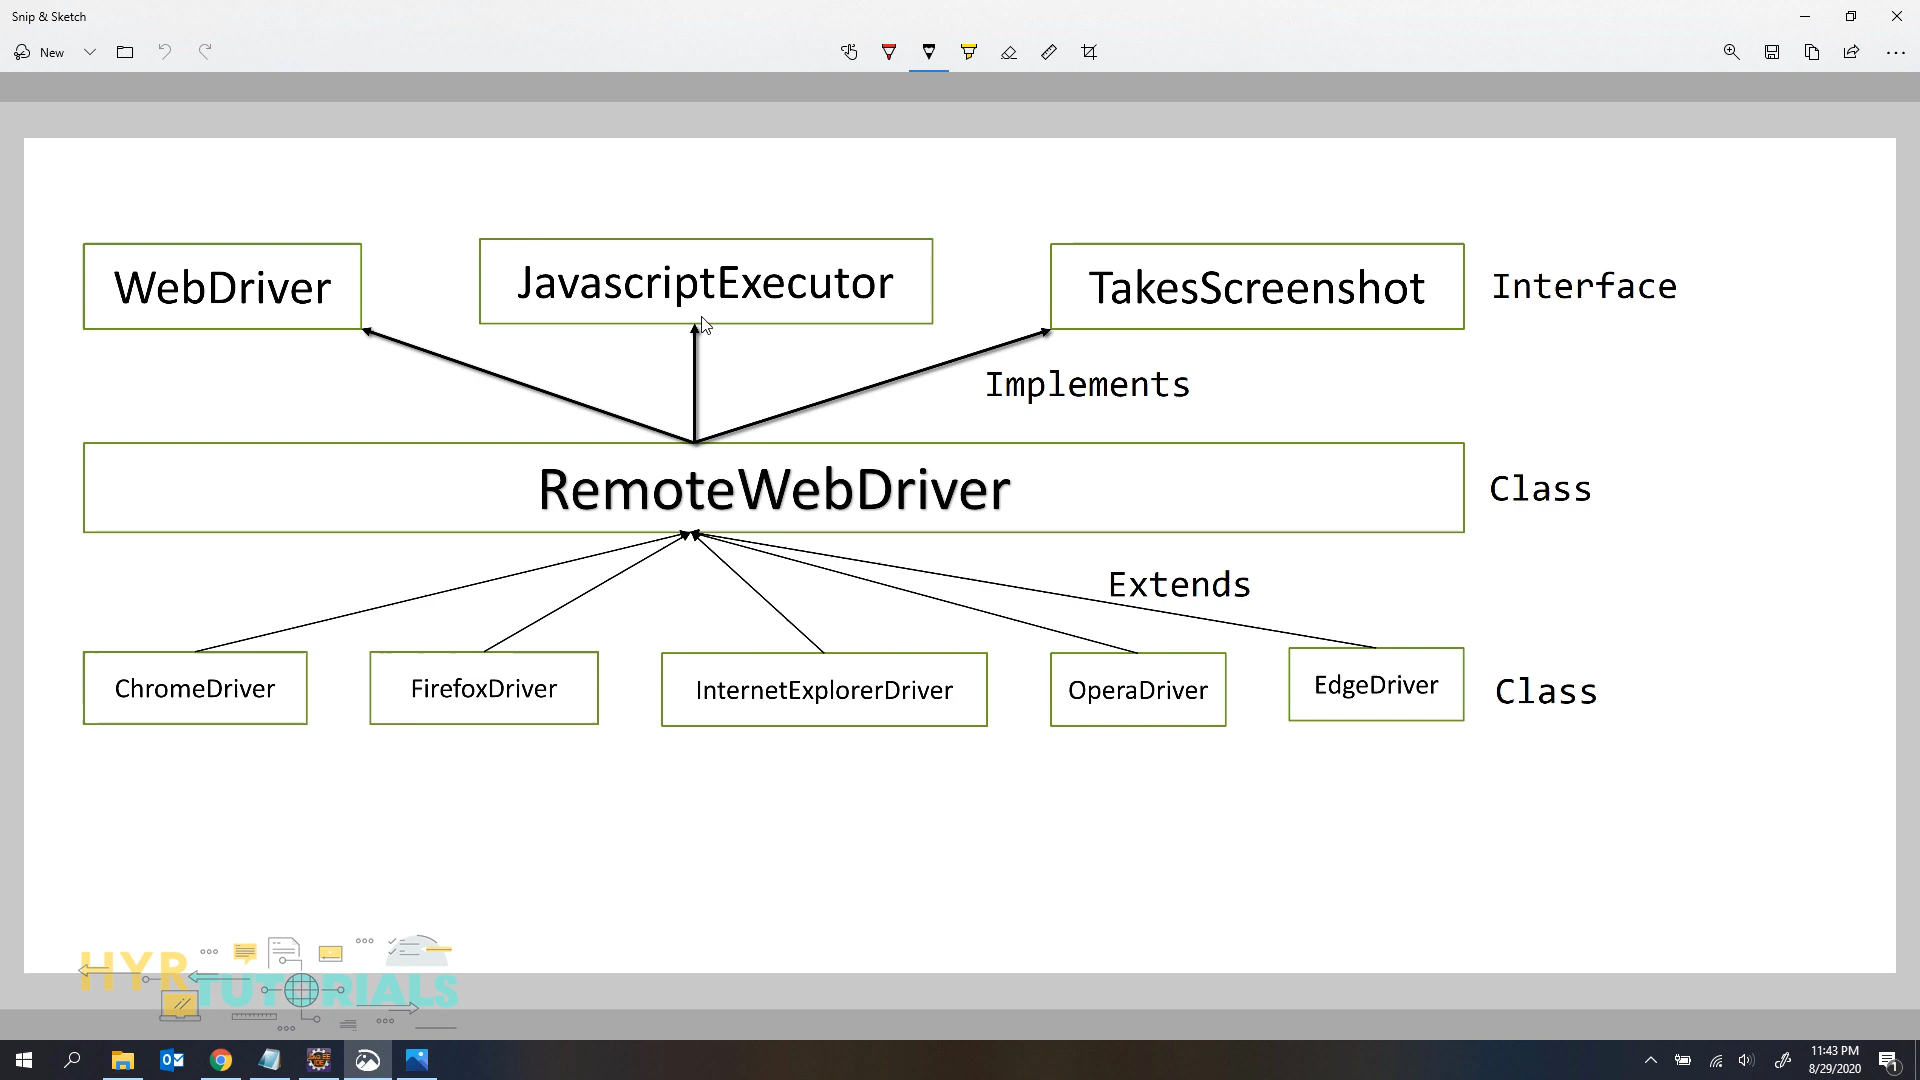 Snip & Sketch
New
WebDriver
JavascriptExecutor
TakesScreenshot
Interface
Implements
RemoteWebDriver
Class
Extends
ChromeDriver
FirefoxDriver
InternetExplorerDriver
OperaDriver
EdgeDriver
Class
HYR
TUTORIALS
11:43 PM
8/29/2020
1